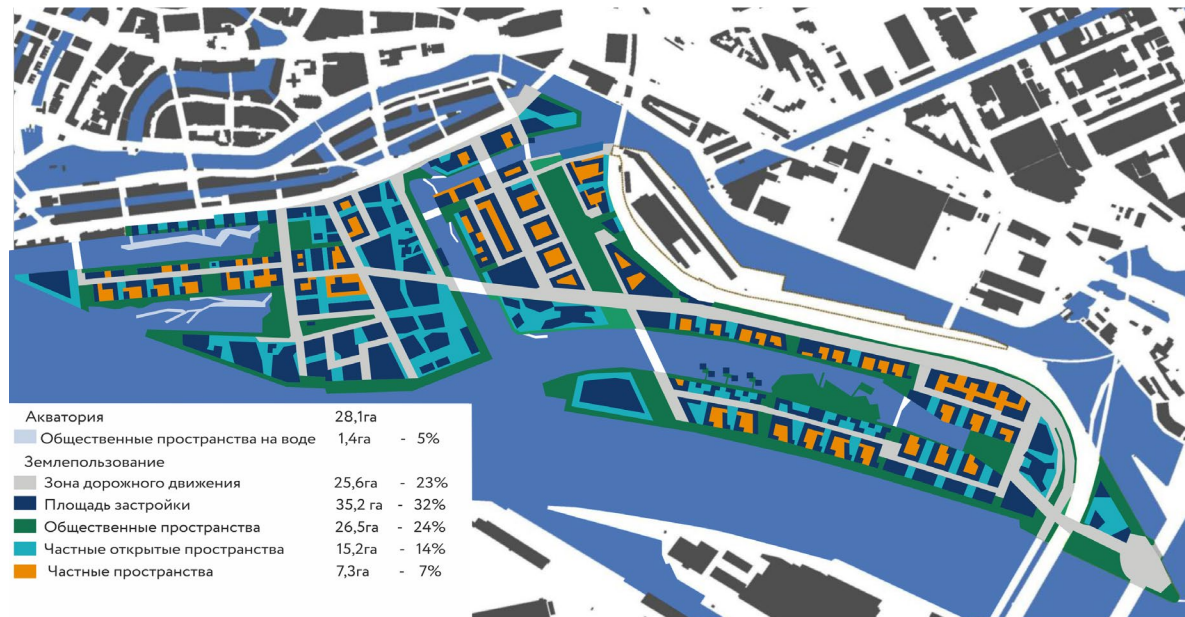 Акватория 28,1га
Общественные пространства на воде 1,4га - 5%
Землепользование
Зона дорожного движения 25,6га - 23%
Площадь застройки 35,2 га - 32%
Общественные пространства 26,5га - 24%
Частные открытые пространства 15,2га - 14%
Частные пространства 7,3га - 7%